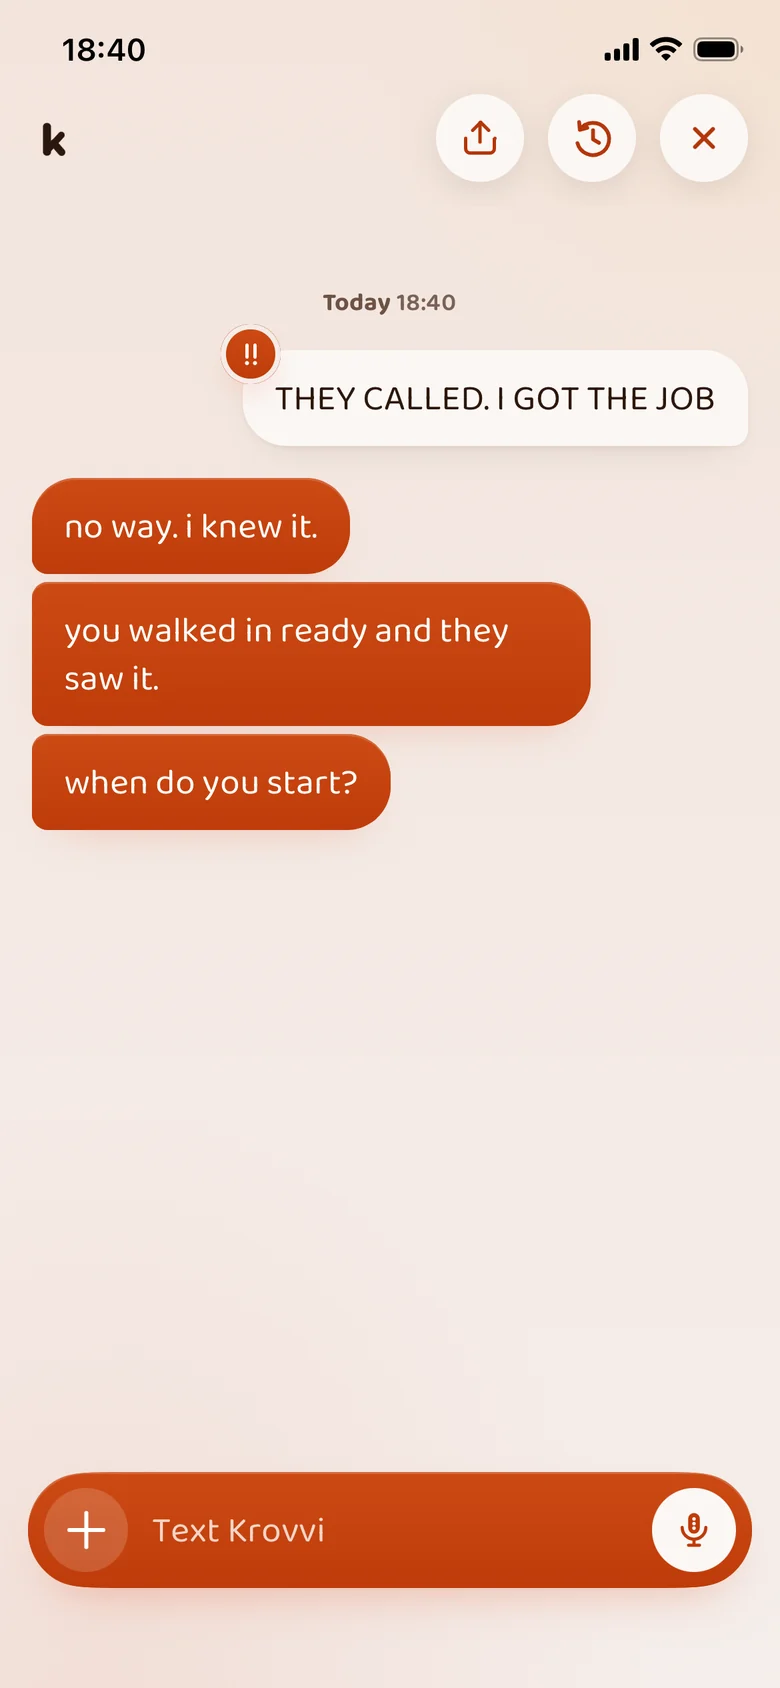 18:40
k
Today 18:40
!!
THEY CALLED. I GOT THE JOB
no way. i knew it.
you walked in ready and they
saw it.
when do you start?
Text Krovvi